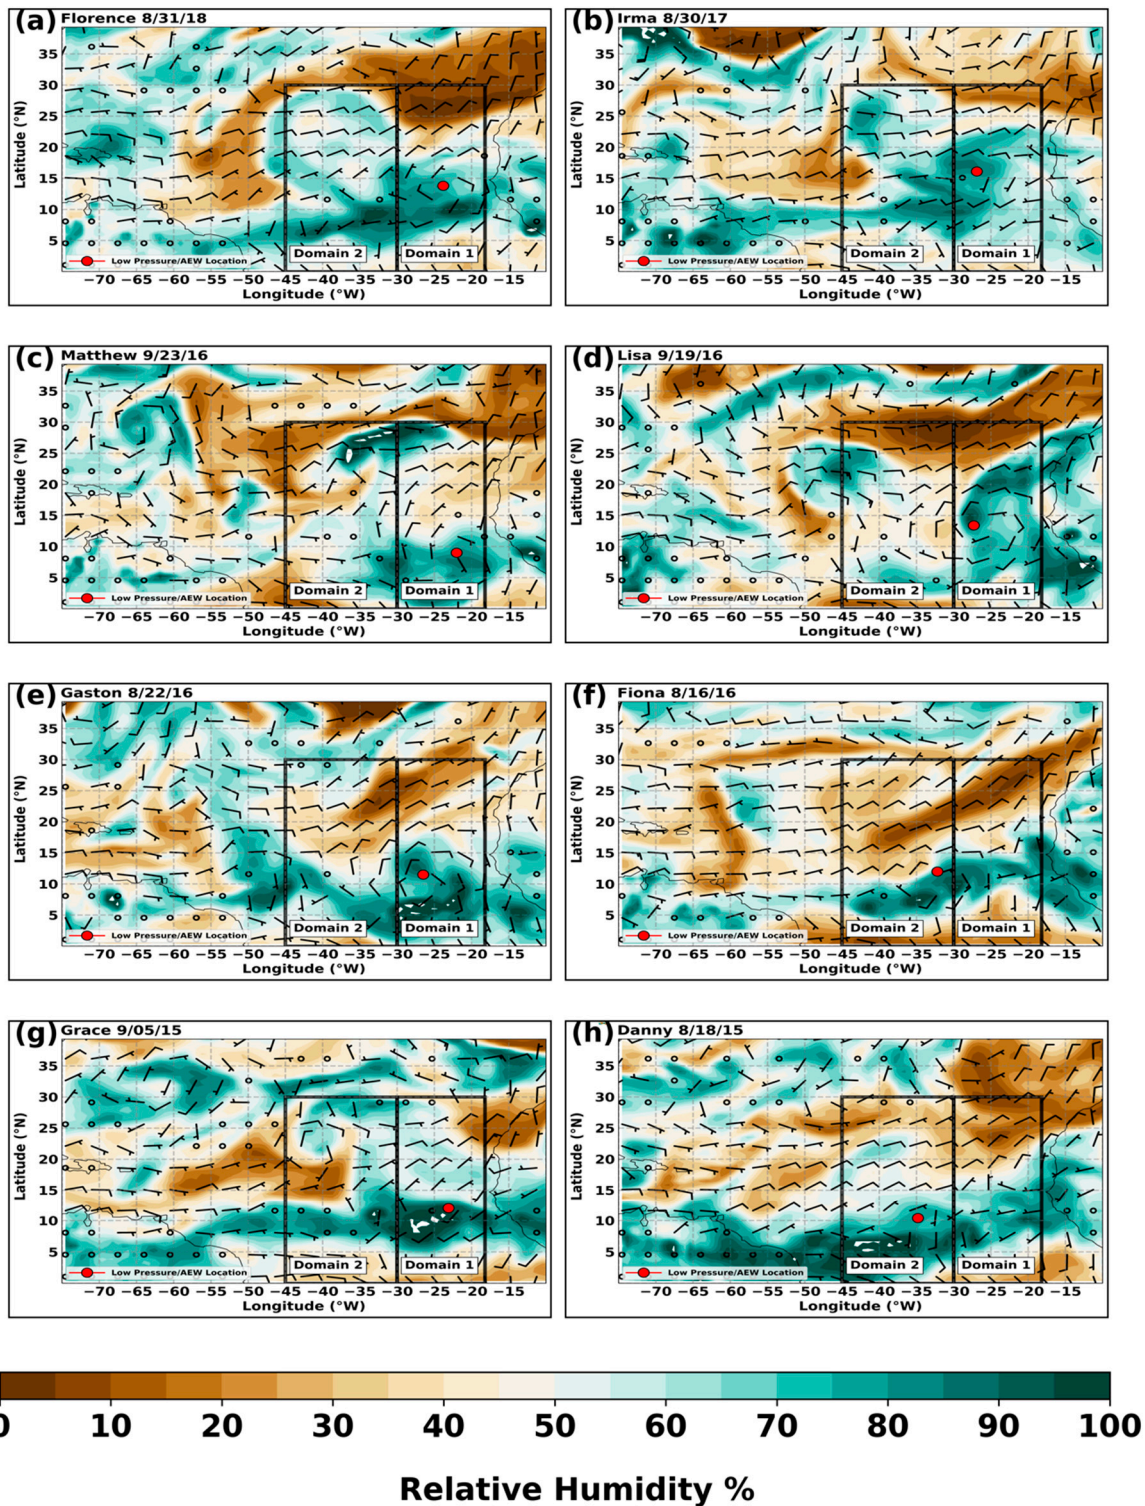 (a) Florence 8/31/18
35
30
25
20
15
10
5
Latitude (°N)
Domain 2
Domain 1
Low Pressure/AEW Location
−70 −65 −60 −55 −50 −45 −40 −35 −30 −25 −20 −15
Longitude (°W)
(b) Irma 8/30/17
35
30
25
20
15
10
5
Latitude (°N)
Domain 2
Domain 1
Low Pressure/AEW Location
−70 −65 −60 −55 −50 −45 −40 −35 −30 −25 −20 −15
Longitude (°W)
(c) Matthew 9/23/16
35
30
25
20
15
10
5
Latitude (°N)
Domain 2
Domain 1
Low Pressure/AEW Location
−70 −65 −60 −55 −50 −45 −40 −35 −30 −25 −20 −15
Longitude (°W)
(d) Lisa 9/19/16
35
30
25
20
15
10
5
Latitude (°N)
Domain 2
Domain 1
Low Pressure/AEW Location
−70 −65 −60 −55 −50 −45 −40 −35 −30 −25 −20 −15
Longitude (°W)
(e) Gaston 8/22/16
35
30
25
20
15
10
5
Latitude (°N)
Domain 2
Domain 1
Low Pressure/AEW Location
−70 −65 −60 −55 −50 −45 −40 −35 −30 −25 −20 −15
Longitude (°W)
(f) Fiona 8/16/16
35
30
25
20
15
10
5
Latitude (°N)
Domain 2
Domain 1
Low Pressure/AEW Location
−70 −65 −60 −55 −50 −45 −40 −35 −30 −25 −20 −15
Longitude (°W)
(g) Grace 9/05/15
35
30
25
20
15
10
5
Latitude (°N)
Domain 2
Domain 1
Low Pressure/AEW Location
−70 −65 −60 −55 −50 −45 −40 −35 −30 −25 −20 −15
Longitude (°W)
(h) Danny 8/18/15
35
30
25
20
15
10
5
Latitude (°N)
Domain 2
Domain 1
Low Pressure/AEW Location
−70 −65 −60 −55 −50 −45 −40 −35 −30 −25 −20 −15
Longitude (°W)
0 10 20 30 40 50 60 70 80 90 100
Relative Humidity %